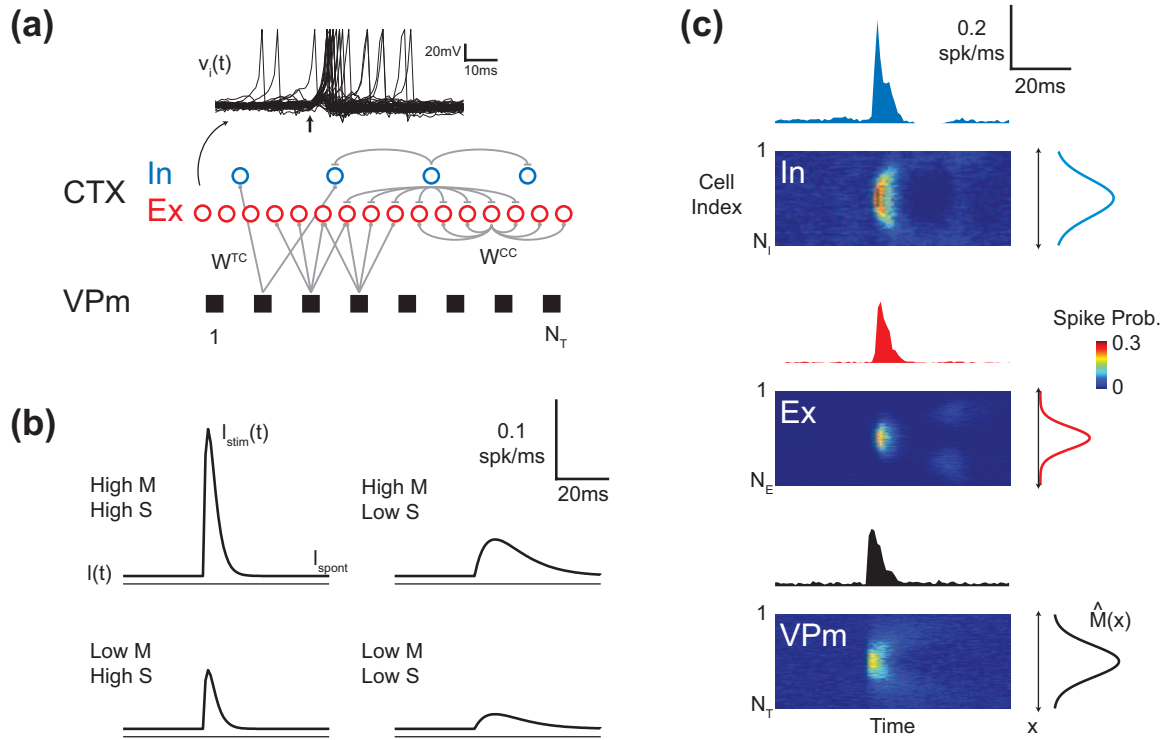 (a)
v_i(t)
20mV
10ms
CTX
In
Ex
W^TC
W^CC
VPm
1
N_T
(b)
High M
High S
I_stim(t)
I(t)
I_spont
High M
Low S
0.1
spk/ms
20ms
Low M
High S
Low M
Low S
(c)
0.2
spk/ms
20ms
Cell
Index
1
In
N_I
Spike Prob.
0.3
0
1
Ex
N_E
1
VPm
N_T
Time
x
M̂(x)